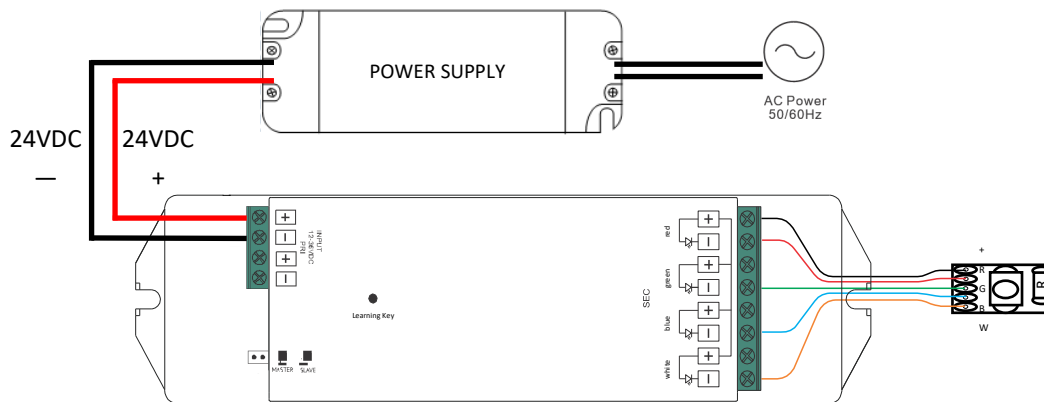 POWER SUPPLY
AC Power
50/60Hz
24VDC
24VDC
—
+
+
−
+
−
INPUT
12-36VDC
PRI
Learning Key
MASTER
SLAVE
SEC
red
green
blue
white
+
−
+
−
+
−
+
−
+
R
G
B
W
R